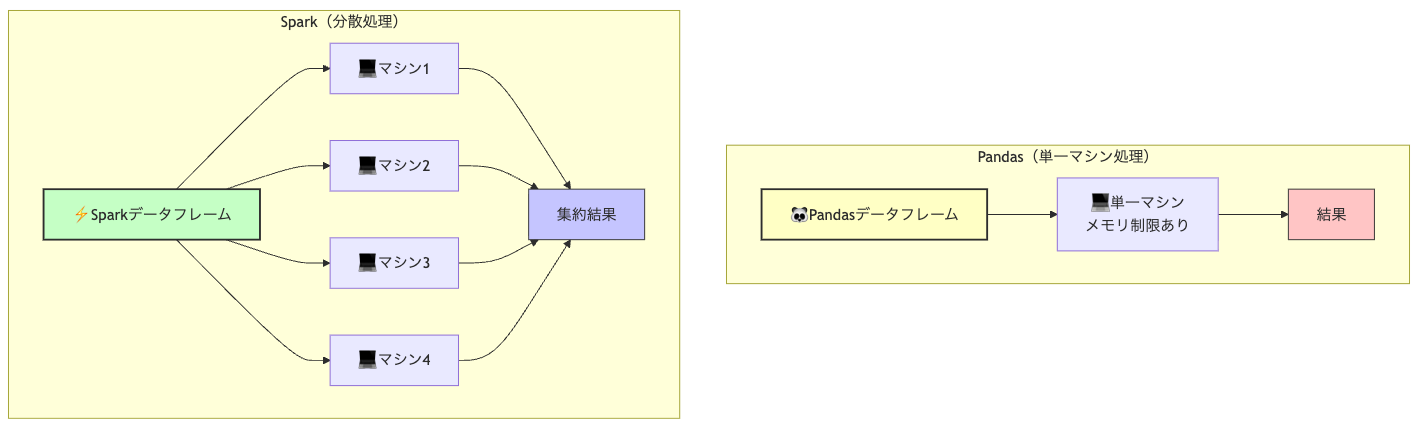 Spark（分散処理）
💻マシン1
💻マシン2
⚡Sparkデータフレーム
集約結果
💻マシン3
💻マシン4
Pandas（単一マシン処理）
🐼Pandasデータフレーム
💻単一マシン
メモリ制限あり
結果